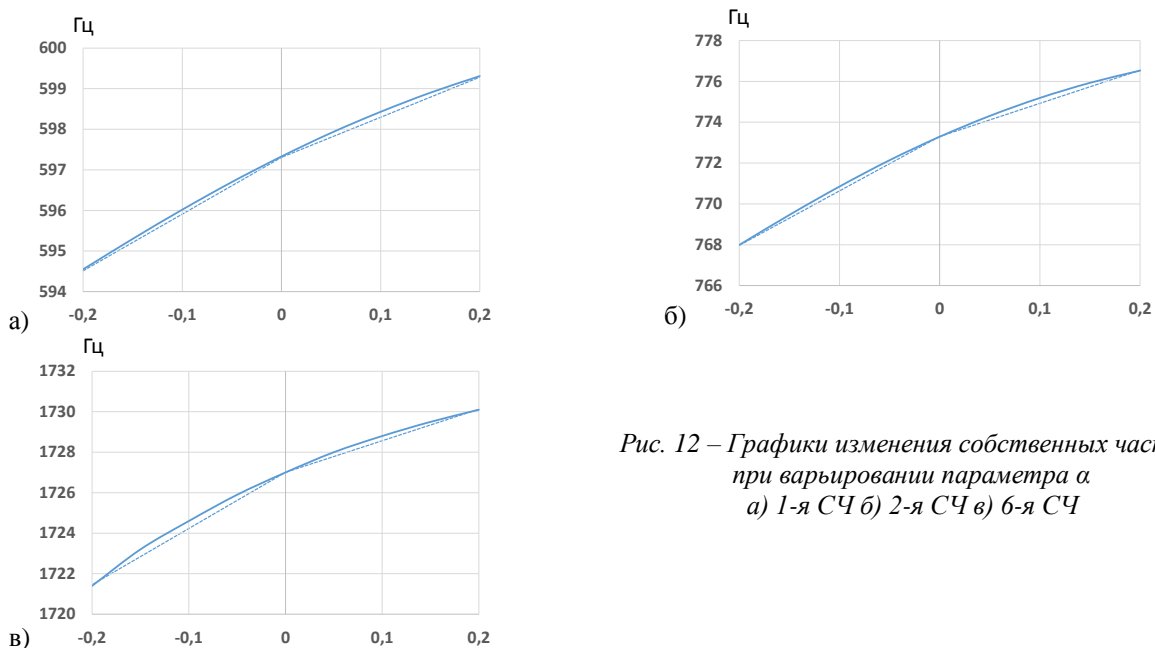 Гц
600
599
598
597
596
595
594
-0,2 -0,1 0 0,1 0,2
а)
Гц
778
776
774
772
770
768
766
-0,2 -0,1 0 0,1 0,2
б)
Гц
1732
1730
1728
1726
1724
1722
1720
-0,2 -0,1 0 0,1 0,2
в)
Рис. 12 – Графики изменения собственных част
при варьировании параметра α
а) 1-я СЧ б) 2-я СЧ в) 6-я СЧ